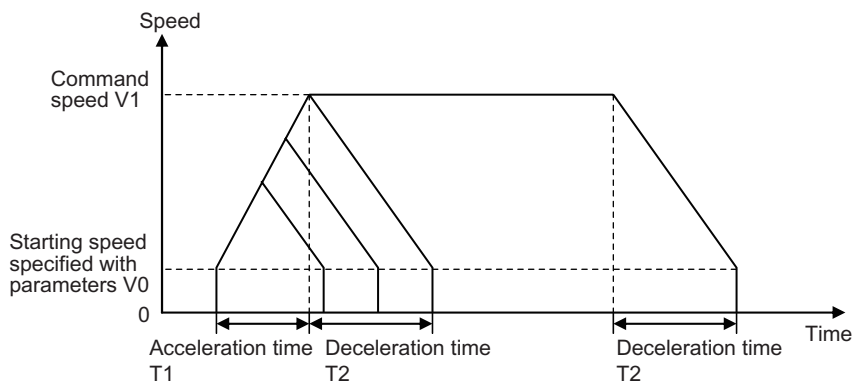 Speed
Command
speed V1
Starting speed
specified with
parameters V0
0
Time
Acceleration time
T1
Deceleration time
T2
Deceleration time
T2